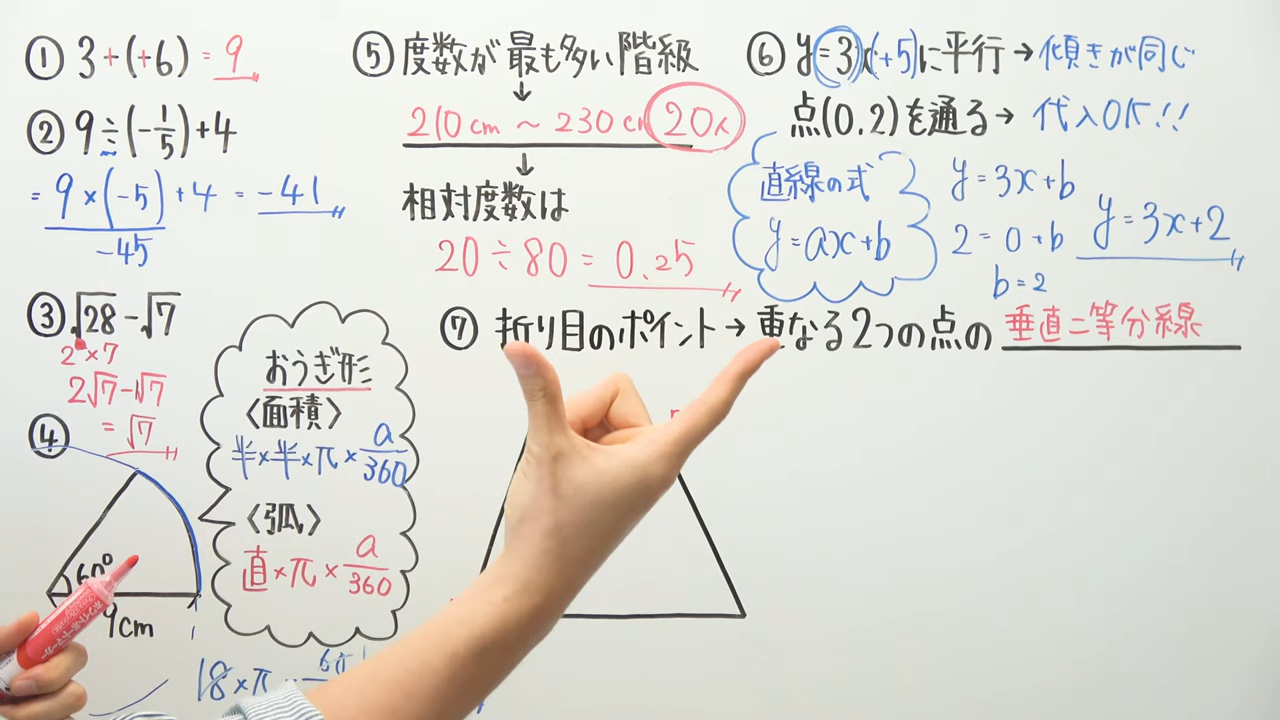 ① 3+(+6) = 9
② 9÷(-1/5)+4
= 9×(-5)+4 = -41
-45
③ √28-√7
2²×7
2√7-√7
= √7
④
60°
9cm
おうぎ形
〈面積〉
半×半×π×a/360
〈弧〉
直×π×a/360
18×π
⑤ 度数が最も多い階級
↓
210cm ~ 230cm 20人
↓
相対度数は
20÷80 = 0.25
⑥ y=3x(+5)に平行→傾きが同じ
点(0.2)を通る→ 代入OK!!
直線の式
y=ax+b
y=3x+b
2=0+b
b=2
y=3x+2
⑦ 折り目のポイント→重なる2つの点の垂直二等分線